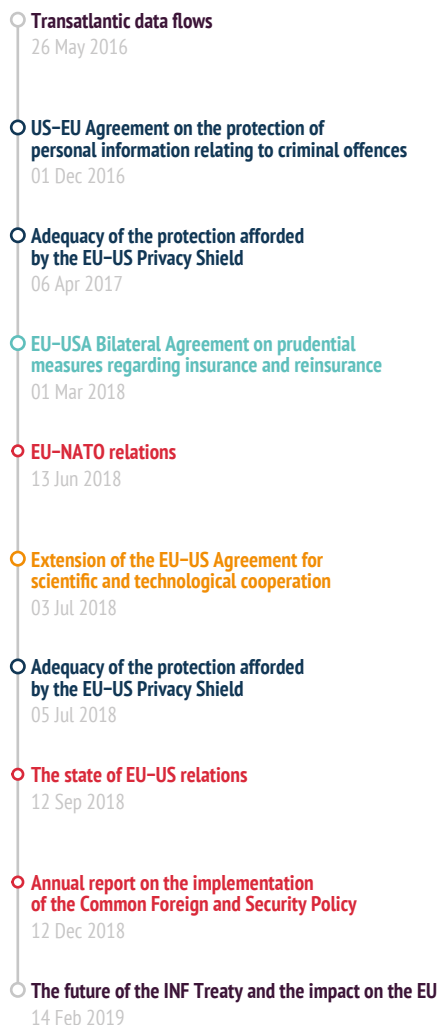 Transatlantic data flows
26 May 2016
US–EU Agreement on the protection of
personal information relating to criminal offences
01 Dec 2016
Adequacy of the protection afforded
by the EU–US Privacy Shield
06 Apr 2017
EU–USA Bilateral Agreement on prudential
measures regarding insurance and reinsurance
01 Mar 2018
EU–NATO relations
13 Jun 2018
Extension of the EU–US Agreement for
scientific and technological cooperation
03 Jul 2018
Adequacy of the protection afforded
by the EU–US Privacy Shield
05 Jul 2018
The state of EU–US relations
12 Sep 2018
Annual report on the implementation
of the Common Foreign and Security Policy
12 Dec 2018
The future of the INF Treaty and the impact on the EU
14 Feb 2019